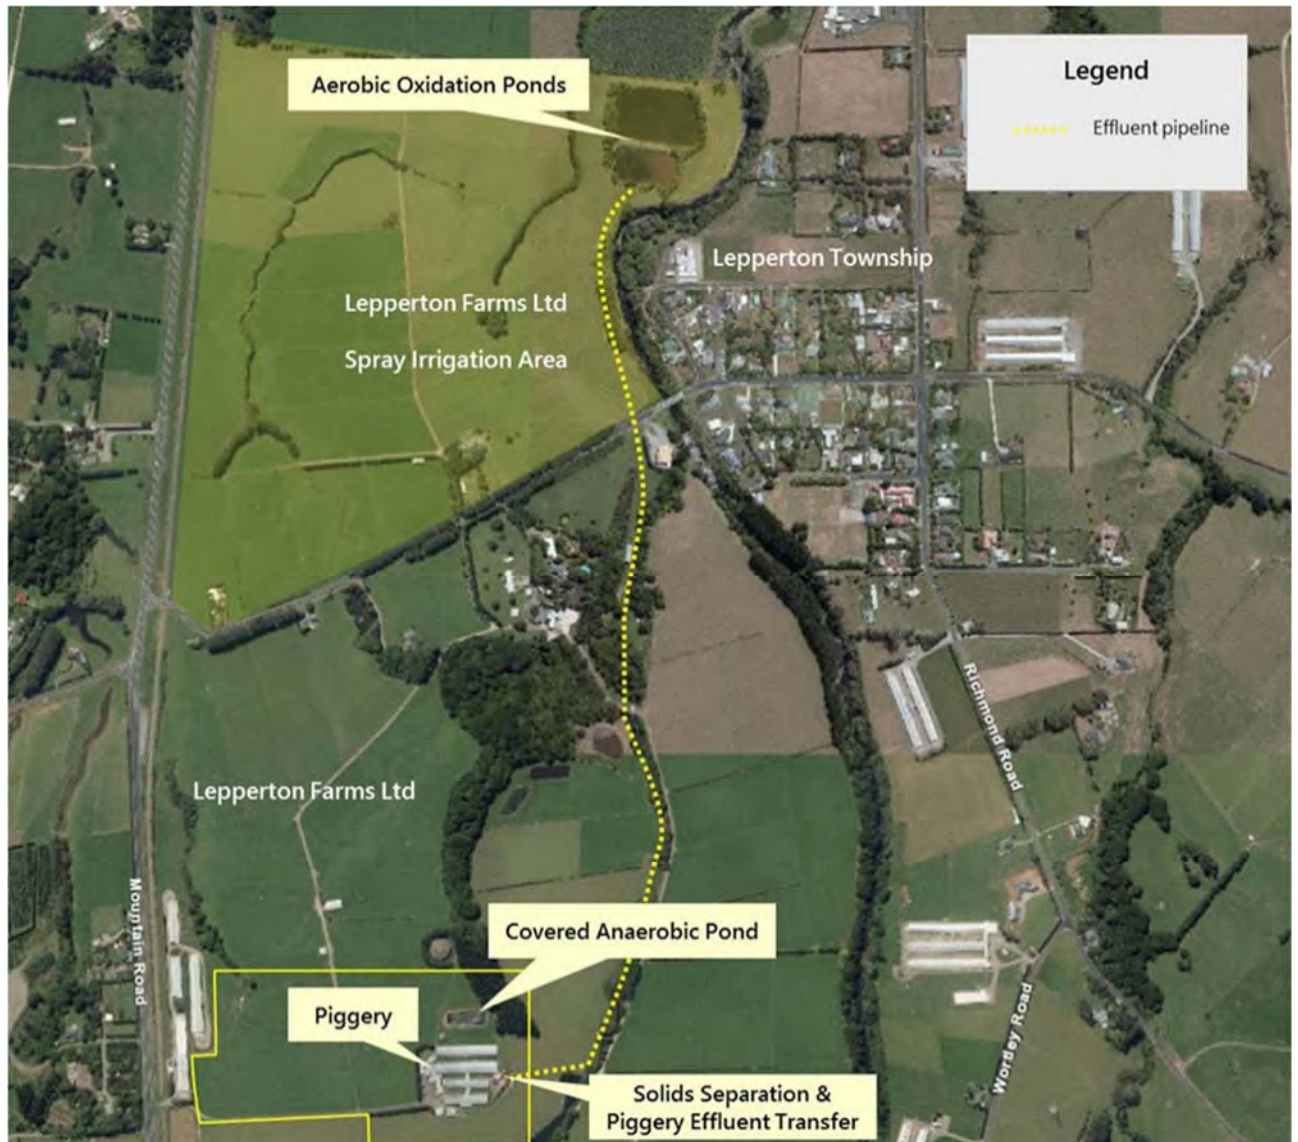 Aerobic Oxidation Ponds
Legend
Effluent pipeline
Lepperton Township
Lepperton Farms Ltd
Spray Irrigation Area
Richmond Road
Lepperton Farms Ltd
Mountain Road
Covered Anaerobic Pond
Piggery
Wortley Road
Solids Separation &
Piggery Effluent Transfer